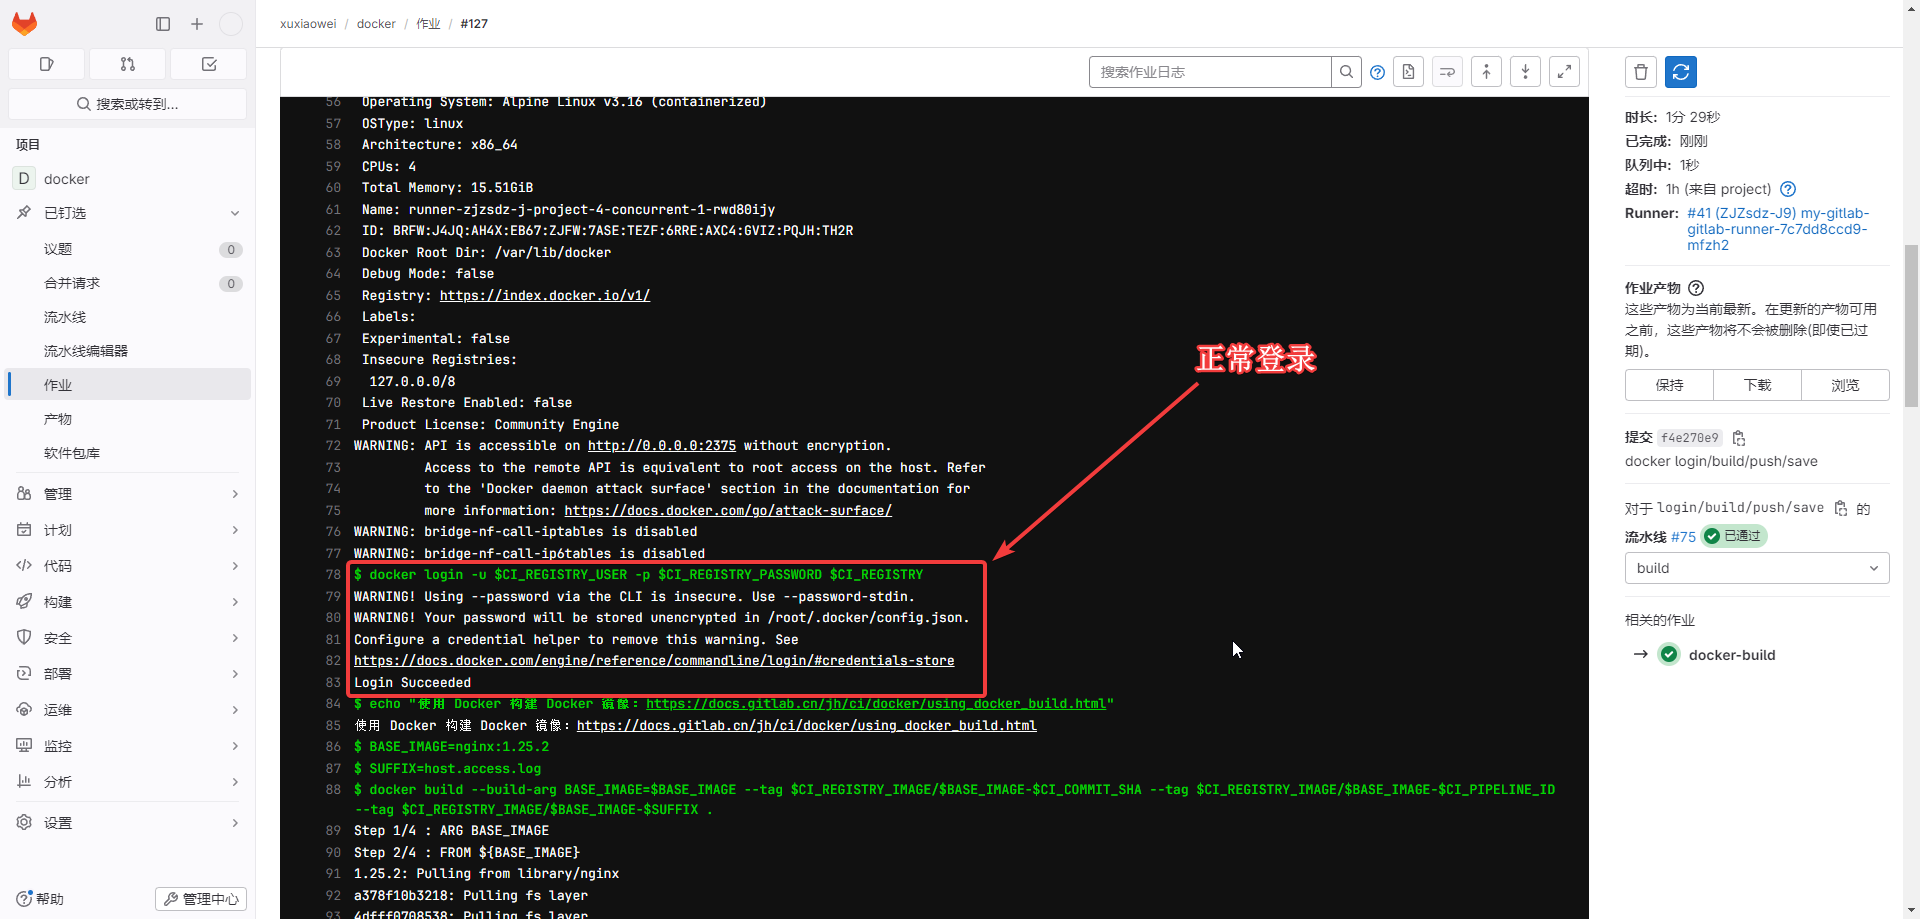 xuxiaowei / docker / 作业 / #127
搜索或转到...
项目
D docker
已钉选
议题 0
合并请求 0
流水线
流水线编辑器
作业
产物
软件包库
管理
计划
代码
构建
安全
部署
运维
监控
分析
设置
帮助
管理中心
搜索作业日志
56 Operating System: Alpine Linux v3.16 (containerized)
57 OSType: linux
58 Architecture: x86_64
59 CPUs: 4
60 Total Memory: 15.51GiB
61 Name: runner-zjzsdz-j-project-4-concurrent-1-rwd80ijy
62 ID: BRFW:J4JQ:AH4X:EB67:ZJFW:7ASE:TEZF:6RRE:AXC4:GVIZ:PQJH:TH2R
63 Docker Root Dir: /var/lib/docker
64 Debug Mode: false
65 Registry: https://index.docker.io/v1/
66 Labels:
67 Experimental: false
68 Insecure Registries:
69 127.0.0.0/8
70 Live Restore Enabled: false
71 Product License: Community Engine
72 WARNING: API is accessible on http://0.0.0.0:2375 without encryption.
73 Access to the remote API is equivalent to root access on the host. Refer
74 to the 'Docker daemon attack surface' section in the documentation for
75 more information: https://docs.docker.com/go/attack-surface/
76 WARNING: bridge-nf-call-iptables is disabled
77 WARNING: bridge-nf-call-ip6tables is disabled
78 $ docker login -u $CI_REGISTRY_USER -p $CI_REGISTRY_PASSWORD $CI_REGISTRY
79 WARNING! Using --password via the CLI is insecure. Use --password-stdin.
80 WARNING! Your password will be stored unencrypted in /root/.docker/config.json.
81 Configure a credential helper to remove this warning. See
82 https://docs.docker.com/engine/reference/commandline/login/#credentials-store
83 Login Succeeded
84 $ echo "使用 Docker 构建 Docker 镜像: https://docs.gitlab.cn/jh/ci/docker/using_docker_build.html"
85 使用 Docker 构建 Docker 镜像: https://docs.gitlab.cn/jh/ci/docker/using_docker_build.html
86 $ BASE_IMAGE=nginx:1.25.2
87 $ SUFFIX=host.access.log
88 $ docker build --build-arg BASE_IMAGE=$BASE_IMAGE --tag $CI_REGISTRY_IMAGE/$BASE_IMAGE-$CI_COMMIT_SHA --tag $CI_REGISTRY_IMAGE/$BASE_IMAGE-$CI_PIPELINE_ID
--tag $CI_REGISTRY_IMAGE/$BASE_IMAGE-$SUFFIX .
89 Step 1/4 : ARG BASE_IMAGE
90 Step 2/4 : FROM ${BASE_IMAGE}
91 1.25.2: Pulling from library/nginx
92 a378f10b3218: Pulling fs layer
93 4dfff0708538: Pulling fs layer
正常登录
时长: 1分 29秒
已完成: 刚刚
队列中: 1秒
超时: 1h (来自 project)
Runner: #41 (ZJZsdz-J9) my-gitlab-
gitlab-runner-7c7dd8ccd9-
mfzh2
作业产物
这些产物为当前最新。在更新的产物可用
之前，这些产物将不会被删除(即使已过
期)。
保持 下载 浏览
提交 f4e270e9
docker login/build/push/save
对于 login/build/push/save 的
流水线 #75 已通过
build
相关的作业
docker-build